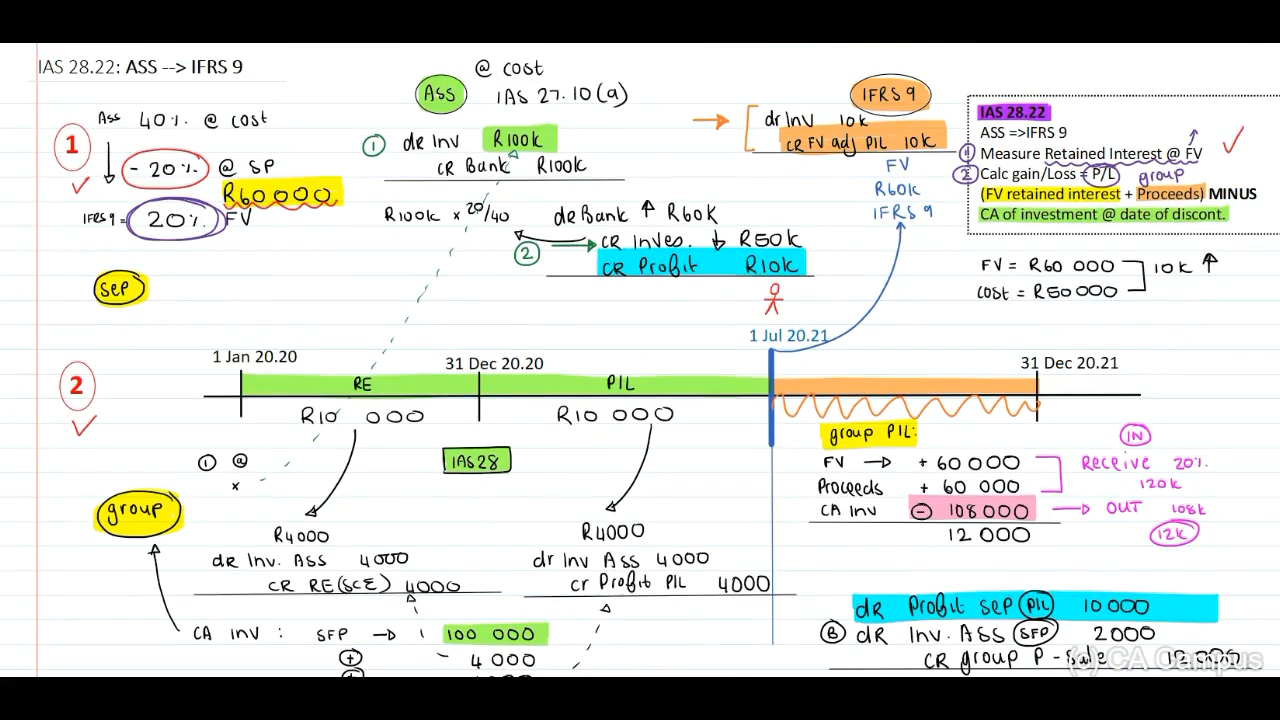 IAS 28.22: ASS --> IFRS 9
1
Ass 40% @ cost
- 20% @ SP
R60 000
IFRS 9 = 20% FV
sep
Ass
@ cost
IAS 27.10(a)
① dr Inv R100k
CR Bank R100k
R100k x 20/40
② dr Bank ↑ R60k
CR Inves. ↓ R50k
CR Profit R10k
IFRS 9
dr Inv 10k
CR FV adj P/L 10k
FV
R60k
IFRS 9
IAS 28.22
ASS =>IFRS 9
① Measure Retained Interest @ FV
② Calc gain/Loss = P/L group
(FV retained interest + Proceeds) MINUS
CA of investment @ date of discont.
FV = R60 000
cost = R50 000
10k ↑
1 Jul 20.21
1 Jan 20.20
31 Dec 20.20
31 Dec 20.21
2
RE
P/L
R10 000
R10 000
① @
x
IAS 28
group
R4000
dr Inv. Ass 4000
CR RE (SCE) 4000
R4000
dr Inv Ass 4000
cr Profit P/L 4000
CA INV : SFP → 100 000
+ 4 000
+
group P/L:
FV → + 60 000
Proceeds + 60 000
CA Inv - 108 000
12 000
IN
Receive 20%
120k
→ OUT 108k
12k
dr Profit sep P/L 10 000
Ⓑ dr Inv. Ass SFP 2000
CR group P-sale 12 000
(c) CA Campus